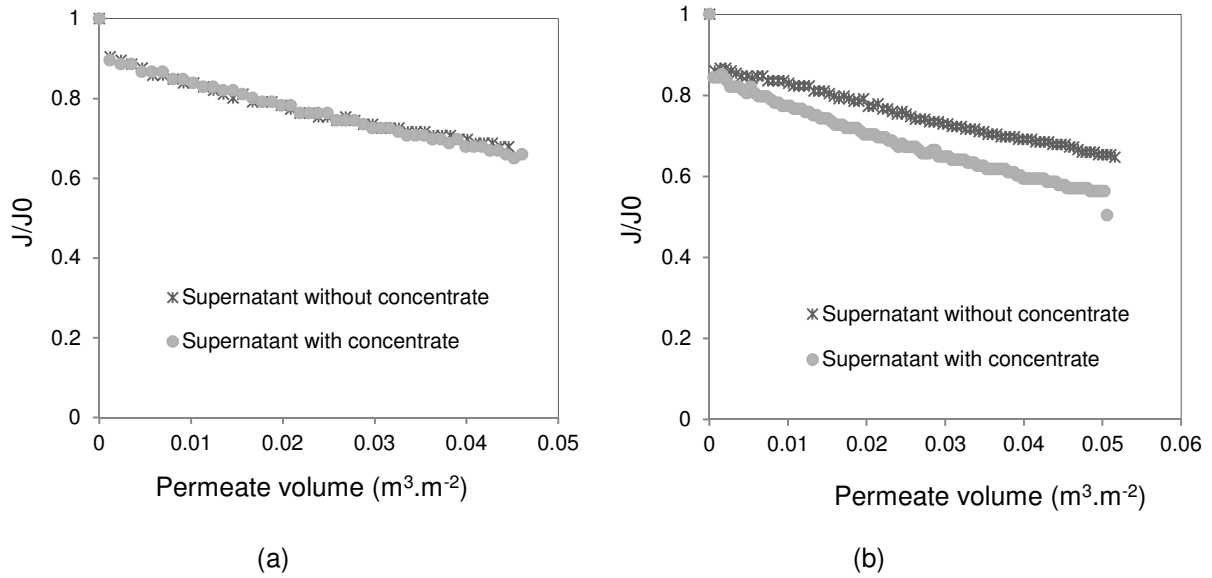 1
0.8
0.6
0.4
0.2
0
J/J0
Supernatant without concentrate
Supernatant with concentrate
0 0.01 0.02 0.03 0.04 0.05
Permeate volume (m³.m⁻²)
(a)
1
0.8
0.6
0.4
0.2
0
J/J0
Supernatant without concentrate
Supernatant with concentrate
0 0.01 0.02 0.03 0.04 0.05 0.06
Permeate volume (m³.m⁻²)
(b)